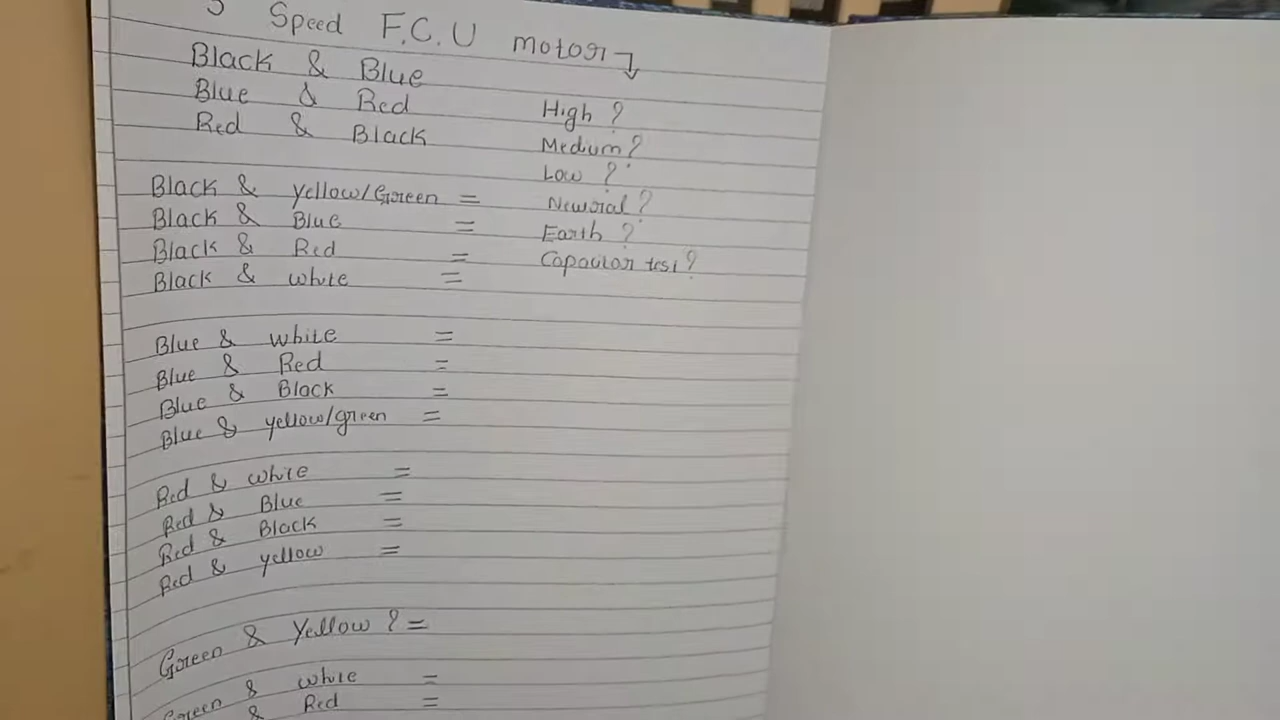 3 Speed F.C.U motor
Black & Blue
Blue & Red
Red & Black
High ?
Medium ?
Low ?
Newral ?
Earth ?
Capacitor test ?
Black & yellow/Green =
Black & Blue =
Black & Red =
Black & white =
Blue & white =
Blue & Red =
Blue & Black =
Blue & yellow/green =
Red & white =
Red & Blue =
Red & Black =
Red & yellow =
Green & Yellow ? =
Green & white =
& Red =